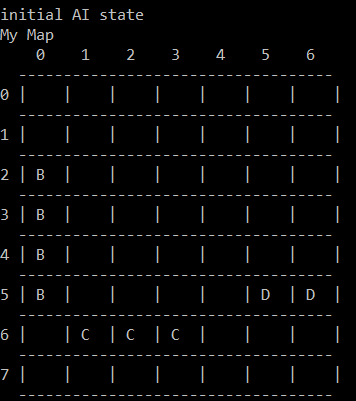 initial AI state
My Map
    0   1   2   3   4   5   6
  ----------------------------
0 |   |   |   |   |   |   |   |
  ----------------------------
1 |   |   |   |   |   |   |   |
  ----------------------------
2 | B |   |   |   |   |   |   |
  ----------------------------
3 | B |   |   |   |   |   |   |
  ----------------------------
4 | B |   |   |   |   |   |   |
  ----------------------------
5 | B |   |   |   |   | D | D |
  ----------------------------
6 |   | C | C | C |   |   |   |
  ----------------------------
7 |   |   |   |   |   |   |   |
  ----------------------------